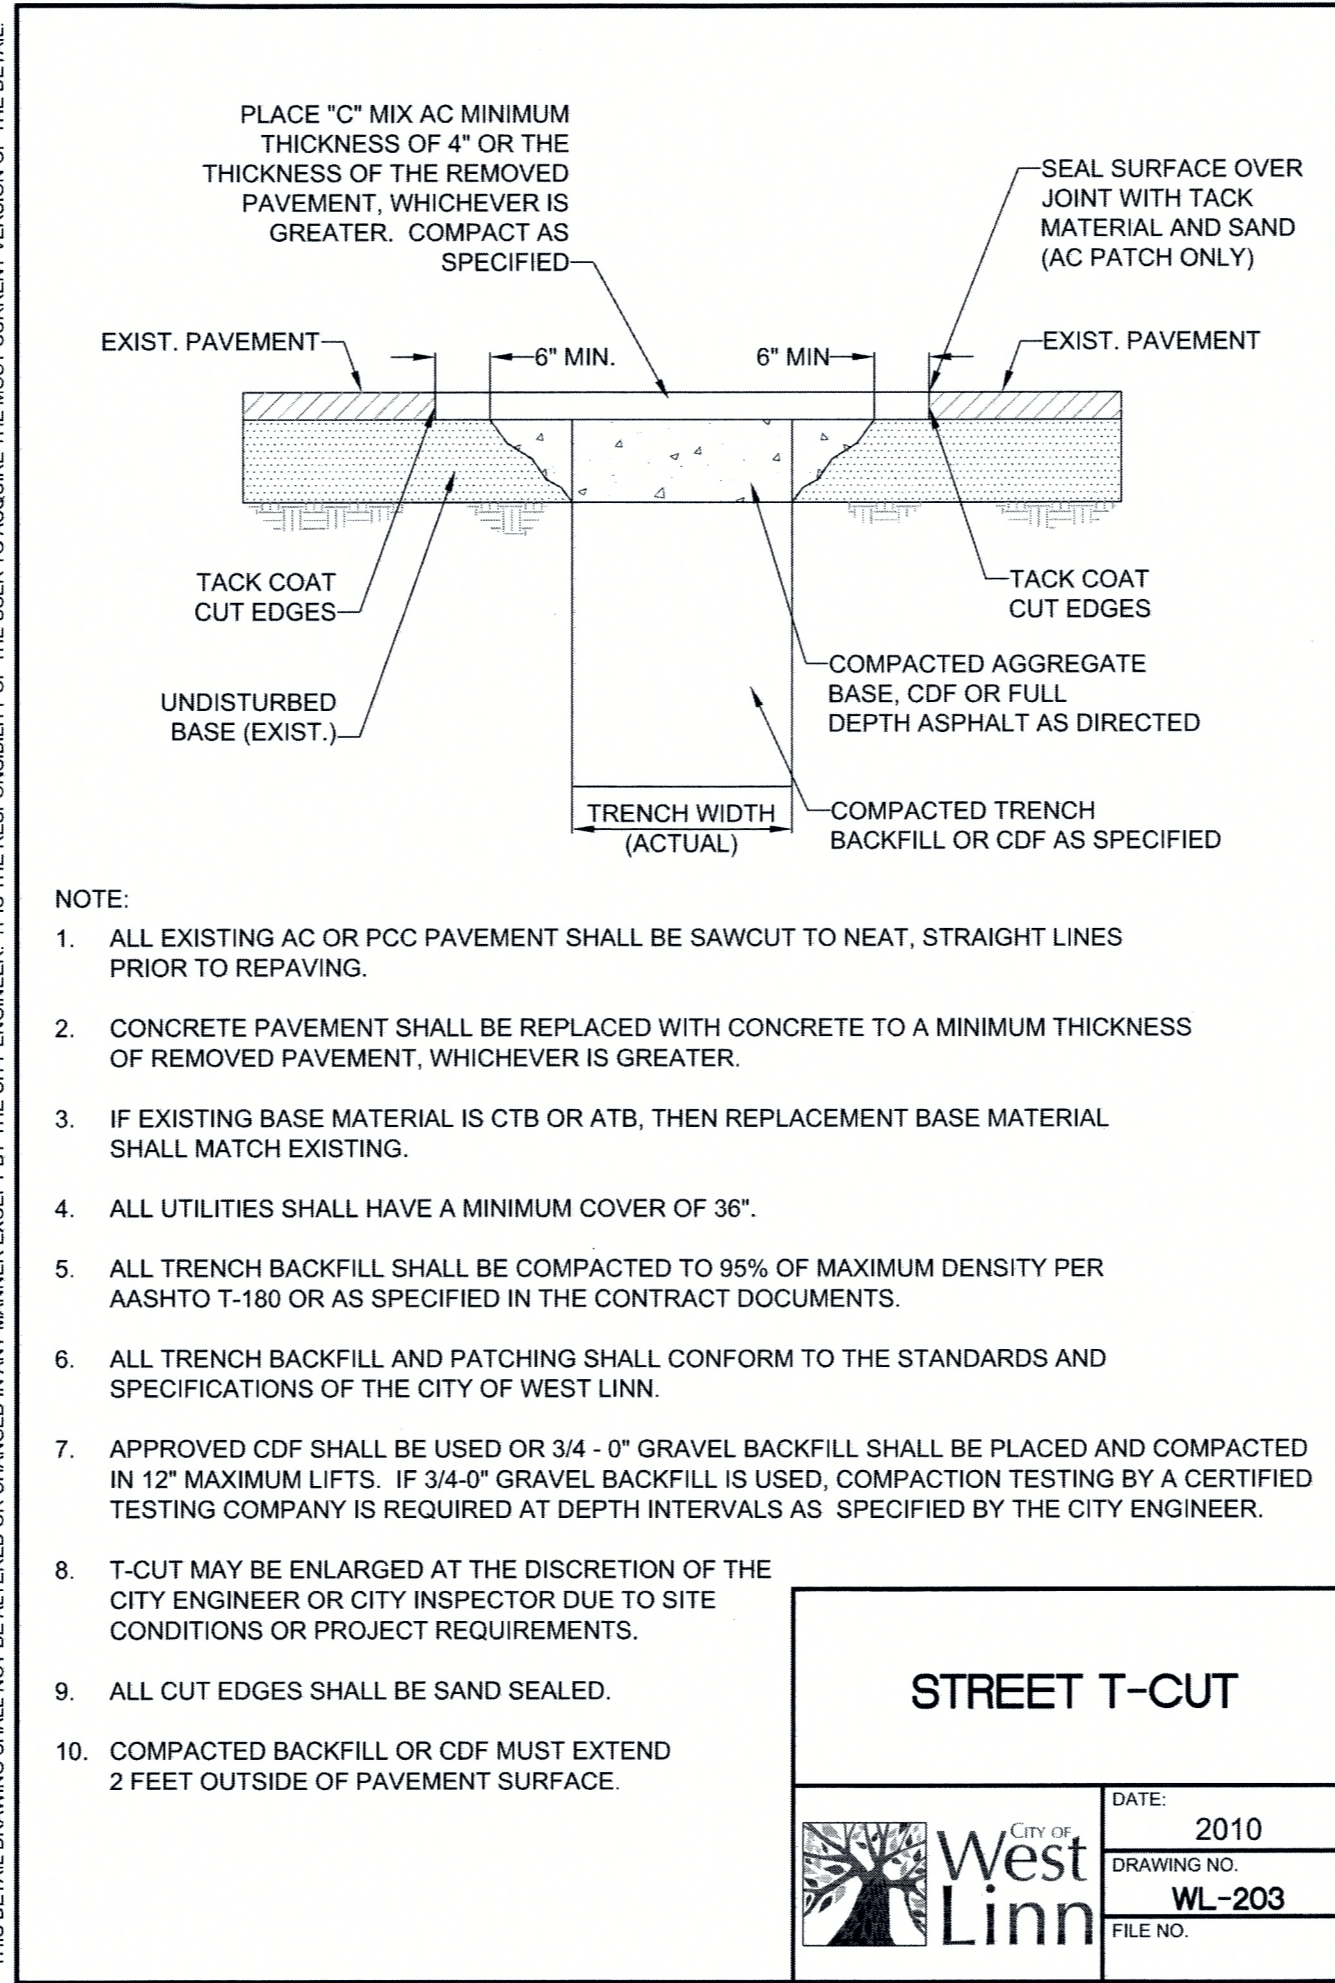 PLACE "C" MIX AC MINIMUM
THICKNESS OF 4" OR THE
THICKNESS OF THE REMOVED
PAVEMENT, WHICHEVER IS
GREATER. COMPACT AS
SPECIFIED
SEAL SURFACE OVER
JOINT WITH TACK
MATERIAL AND SAND
(AC PATCH ONLY)
EXIST. PAVEMENT
6" MIN.
6" MIN
EXIST. PAVEMENT
TACK COAT
CUT EDGES
TACK COAT
CUT EDGES
UNDISTURBED
BASE (EXIST.)
COMPACTED AGGREGATE
BASE, CDF OR FULL
DEPTH ASPHALT AS DIRECTED
TRENCH WIDTH
(ACTUAL)
COMPACTED TRENCH
BACKFILL OR CDF AS SPECIFIED
NOTE:
1. ALL EXISTING AC OR PCC PAVEMENT SHALL BE SAWCUT TO NEAT, STRAIGHT LINES
PRIOR TO REPAVING.
2. CONCRETE PAVEMENT SHALL BE REPLACED WITH CONCRETE TO A MINIMUM THICKNESS
OF REMOVED PAVEMENT, WHICHEVER IS GREATER.
3. IF EXISTING BASE MATERIAL IS CTB OR ATB, THEN REPLACEMENT BASE MATERIAL
SHALL MATCH EXISTING.
4. ALL UTILITIES SHALL HAVE A MINIMUM COVER OF 36".
5. ALL TRENCH BACKFILL SHALL BE COMPACTED TO 95% OF MAXIMUM DENSITY PER
AASHTO T-180 OR AS SPECIFIED IN THE CONTRACT DOCUMENTS.
6. ALL TRENCH BACKFILL AND PATCHING SHALL CONFORM TO THE STANDARDS AND
SPECIFICATIONS OF THE CITY OF WEST LINN.
7. APPROVED CDF SHALL BE USED OR 3/4 - 0" GRAVEL BACKFILL SHALL BE PLACED AND COMPACTED
IN 12" MAXIMUM LIFTS. IF 3/4-0" GRAVEL BACKFILL IS USED, COMPACTION TESTING BY A CERTIFIED
TESTING COMPANY IS REQUIRED AT DEPTH INTERVALS AS SPECIFIED BY THE CITY ENGINEER.
8. T-CUT MAY BE ENLARGED AT THE DISCRETION OF THE
CITY ENGINEER OR CITY INSPECTOR DUE TO SITE
CONDITIONS OR PROJECT REQUIREMENTS.
9. ALL CUT EDGES SHALL BE SAND SEALED.
10. COMPACTED BACKFILL OR CDF MUST EXTEND
2 FEET OUTSIDE OF PAVEMENT SURFACE.
STREET T-CUT
CITY OF
West
Linn
DATE:
2010
DRAWING NO.
WL-203
FILE NO.